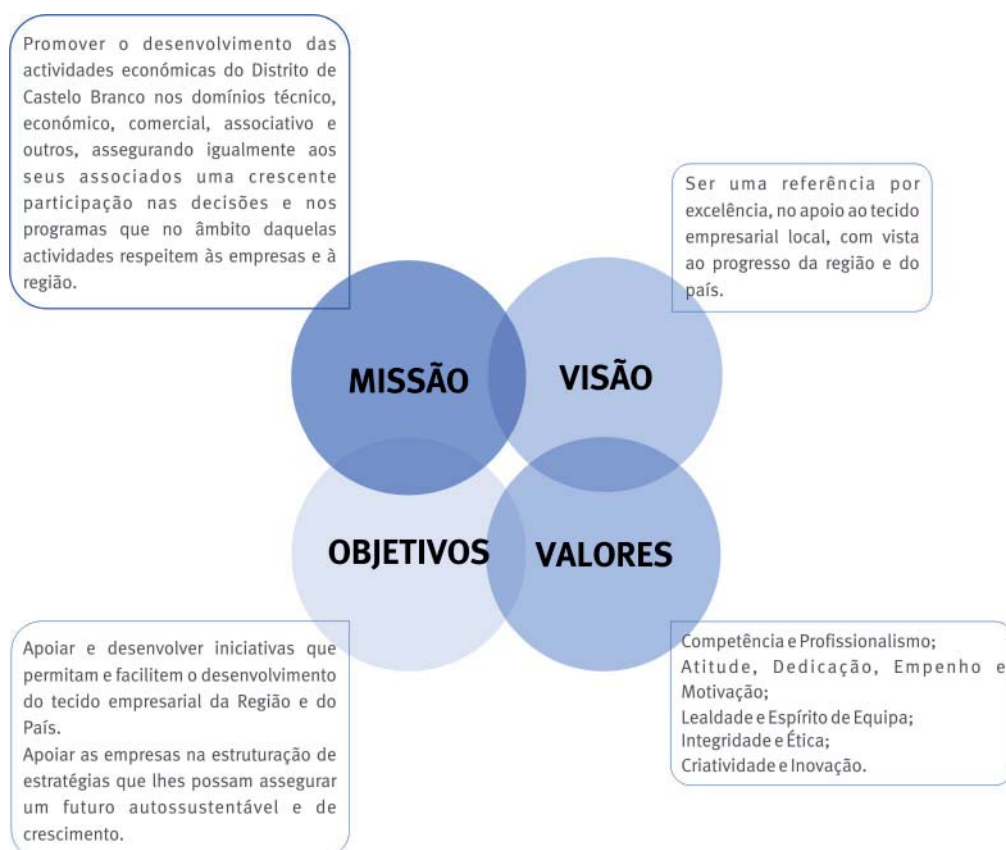 Promover o desenvolvimento das
actividades económicas do Distrito de
Castelo Branco nos domínios técnico,
económico, comercial, associativo e
outros, assegurando igualmente aos
seus associados uma crescente
participação nas decisões e nos
programas que no âmbito daquelas
actividades respeitem às empresas e à
região.
Ser uma referência por
excelência, no apoio ao tecido
empresarial local, com vista
ao progresso da região e do
país.
MISSÃO
VISÃO
OBJETIVOS
VALORES
Apoiar e desenvolver iniciativas que
permitam e facilitem o desenvolvimento
do tecido empresarial da Região e do
País.
Apoiar as empresas na estruturação de
estratégias que lhes possam assegurar
um futuro autossustentável e de
crescimento.
Competência e Profissionalismo;
Atitude, Dedicação, Empenho e
Motivação;
Lealdade e Espírito de Equipa;
Integridade e Ética;
Criatividade e Inovação.